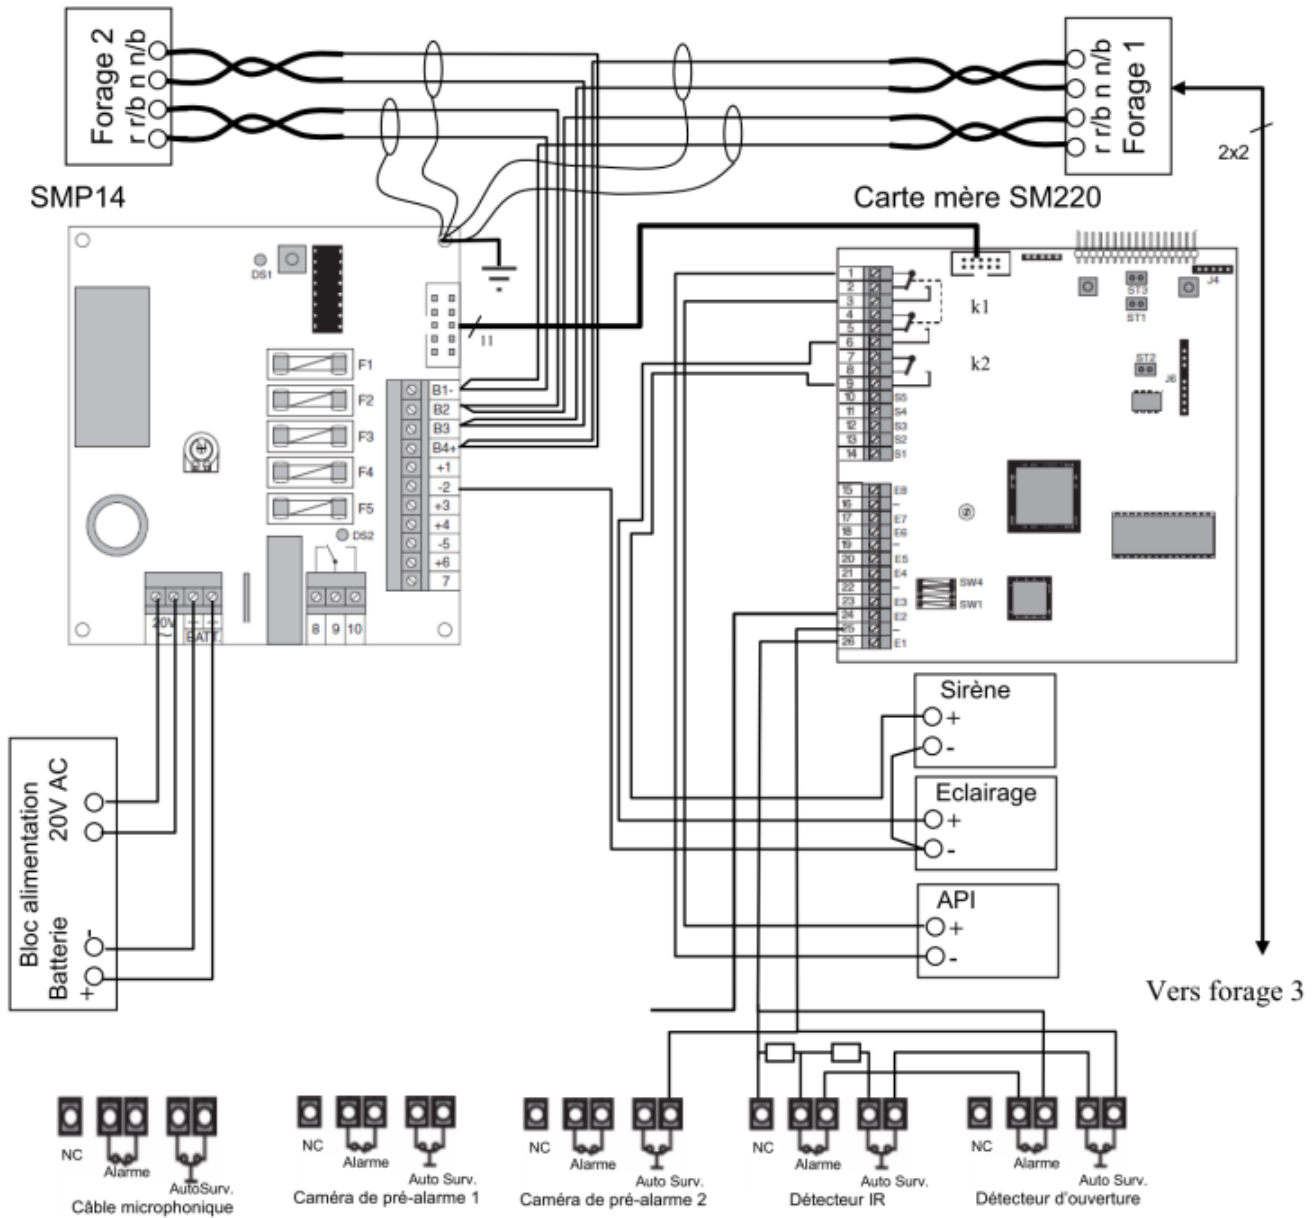 Forage 2
r r/b n n/b
Forage 1
r r/b n n/b
2x2
SMP14
Carte mère SM220
DS1
11
F1
F2
F3
F4
F5
DS2
B1-
B2
B3
B4+
+1
-2
+3
+4
-5
+6
7
20V
~
BATT.
8 9 10
1
2
3
4
5
6
7
8
9
10 S5
11 S4
12 S3
13 S2
14 S1
k1
k2
ST3
ST1
J4
ST2
J6
15 E8
16 –
17 E7
18 E6
19 –
20 E5
21 E4
22 –
23 E3
24 E2
25 –
26 E1
SW4
SW1
Sirène
+
-
Eclairage
+
-
API
+
-
Bloc alimentation
20V AC
Batterie
-
+
Vers forage 3
NC
Alarme
AutoSurv.
Câble microphonique
NC
Alarme
Auto Surv.
Caméra de pré-alarme 1
NC
Alarme
Auto Surv.
Caméra de pré-alarme 2
NC
Alarme
Auto Surv.
Détecteur IR
NC
Alarme
Auto Surv.
Détecteur d'ouverture